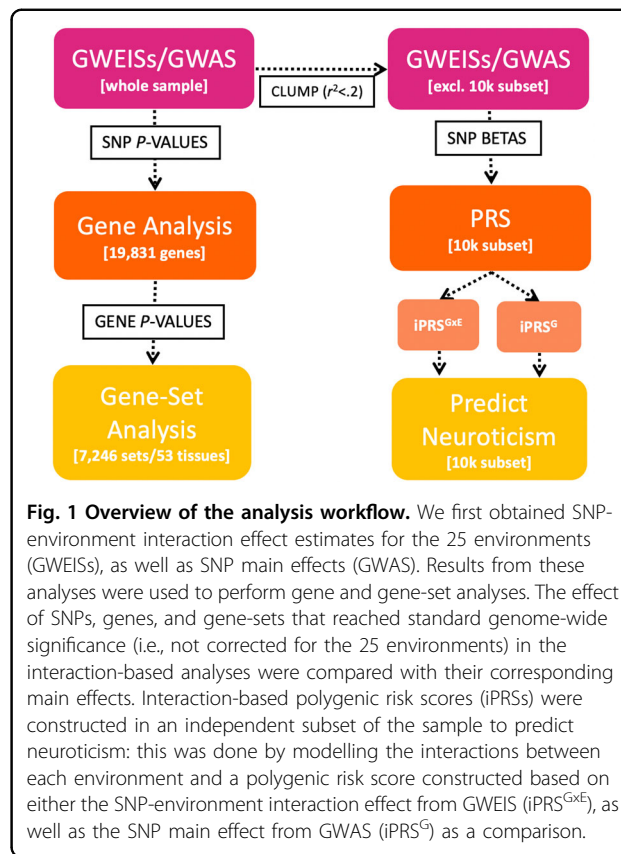 GWEISs/GWAS
[whole sample]
CLUMP (r²<.2)
GWEISs/GWAS
[excl. 10k subset]
SNP P-VALUES
SNP BETAS
Gene Analysis
[19,831 genes]
PRS
[10k subset]
GENE P-VALUES
iPRS^GxE
iPRS^G
Gene-Set
Analysis
[7,246 sets/53 tissues]
Predict
Neuroticism
[10k subset]
Fig. 1 Overview of the analysis workflow. We first obtained SNP-
environment interaction effect estimates for the 25 environments
(GWEISs), as well as SNP main effects (GWAS). Results from these
analyses were used to perform gene and gene-set analyses. The effect
of SNPs, genes, and gene-sets that reached standard genome-wide
significance (i.e., not corrected for the 25 environments) in the
interaction-based analyses were compared with their corresponding
main effects. Interaction-based polygenic risk scores (iPRSs) were
constructed in an independent subset of the sample to predict
neuroticism: this was done by modelling the interactions between
each environment and a polygenic risk score constructed based on
either the SNP-environment interaction effect from GWEIS (iPRS^GxE), as
well as the SNP main effect from GWAS (iPRS^G) as a comparison.